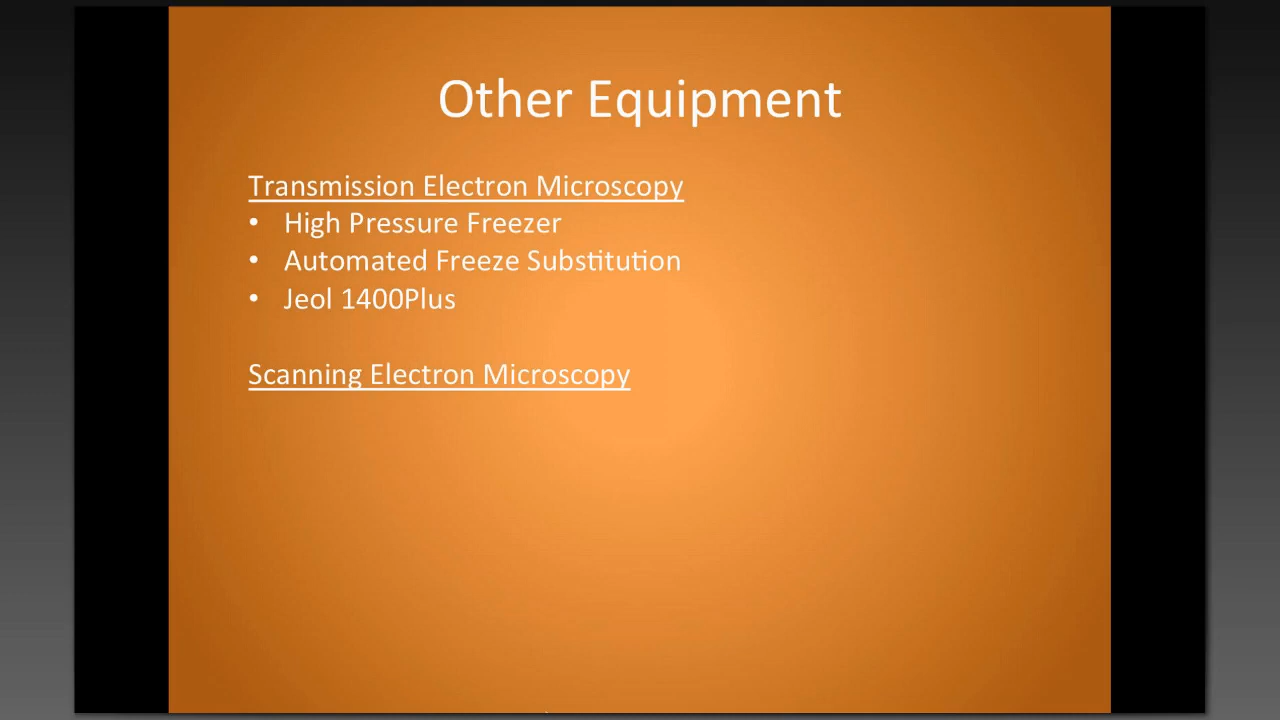 Other Equipment
Transmission Electron Microscopy
• High Pressure Freezer
• Automated Freeze Substitution
• Jeol 1400Plus
Scanning Electron Microscopy